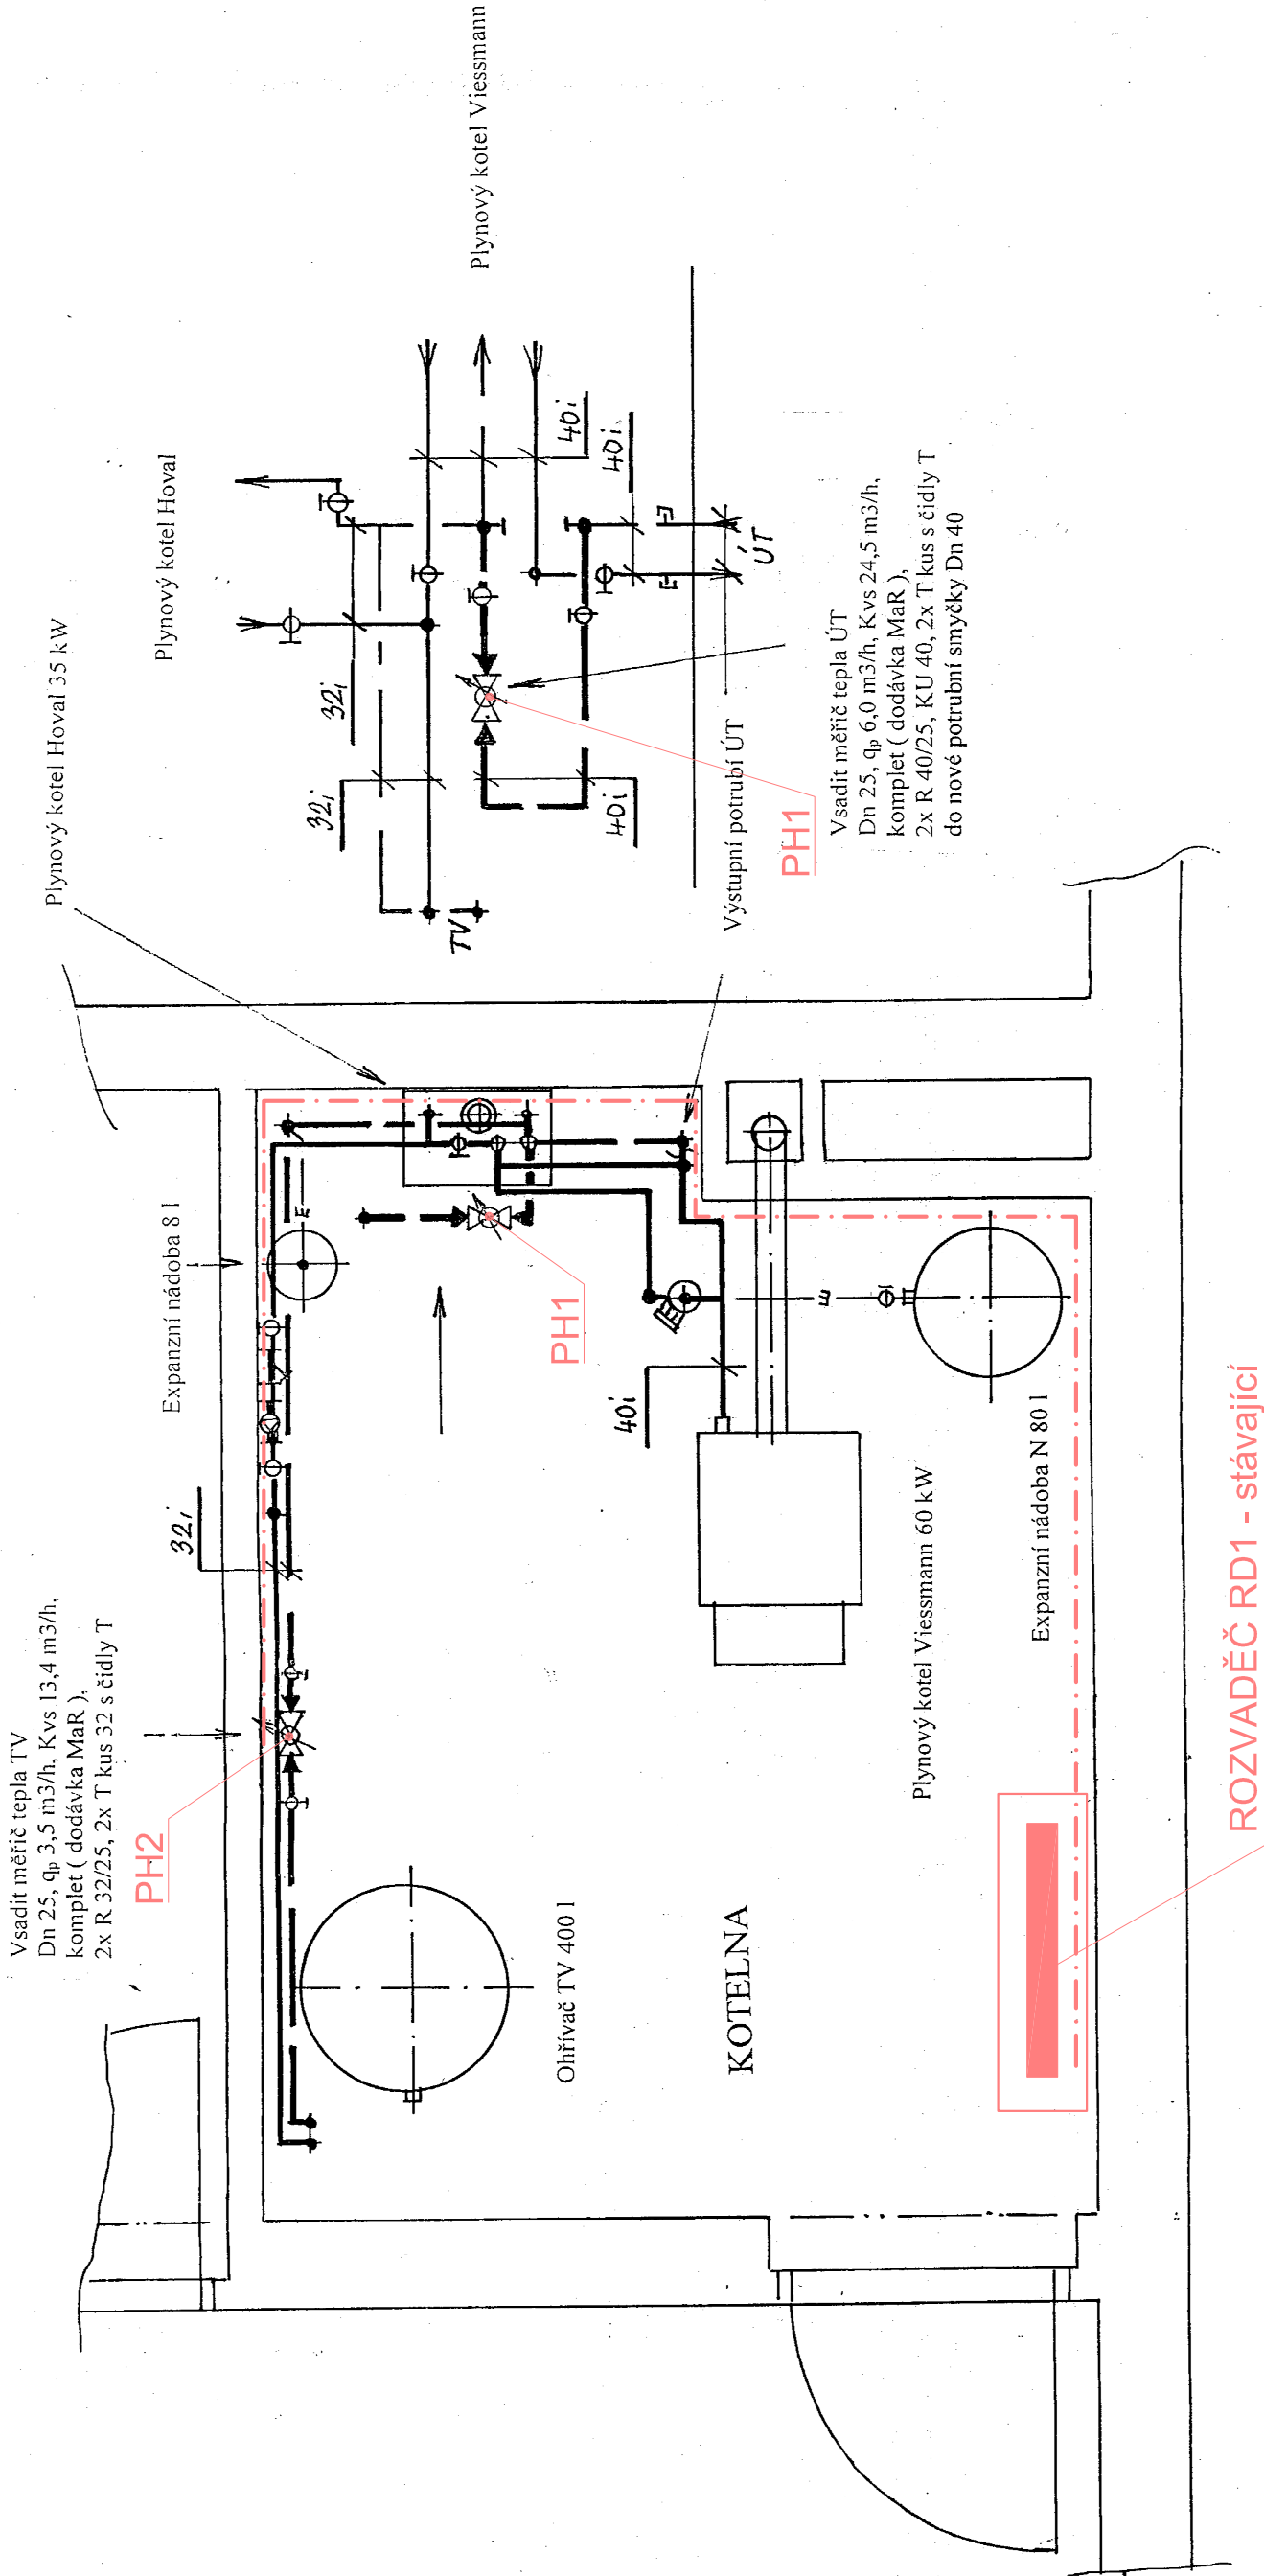 Vsadit měřič tepla TV
Dn 25, qp 3,5 m3/h, Kvs 13,4 m3/h,
komplet ( dodávka MaR ),
2x R 32/25, 2x T kus 32 s čidly T
PH2
32i
Expanzní nádoba 8 l
Plynový kotel Hoval 35 kW
Plynový kotel Hoval
Plynový kotel Viessmann
32i
32i
40i
40i
40i
TV
ÚT
PH1
Výstupní potrubí ÚT
PH1
Vsadit měřič tepla ÚT
Dn 25, qp 6,0 m3/h, Kvs 24,5 m3/h,
komplet ( dodávka MaR ),
2x R 40/25, KU 40, 2x T kus s čidly T
do nové potrubní smyčky Dn 40
40i
Ohřívač TV 400 l
KOTELNA
Plynový kotel Viessmann 60 kW
Expanzní nádoba N 80 l
ROZVADĚČ RD1 - stávající